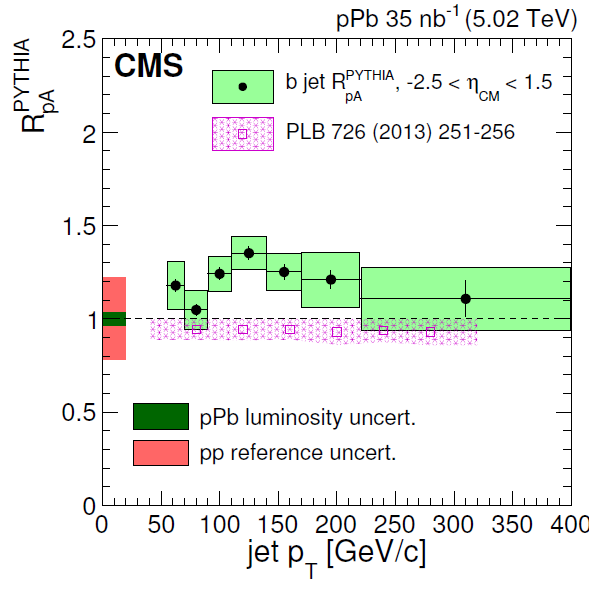 pPb 35 nb⁻¹ (5.02 TeV)
CMS
b jet R_pA^PYTHIA, -2.5 < η_CM < 1.5
PLB 726 (2013) 251-256
R_pA^PYTHIA
2.5
2
1.5
1
0.5
0
pPb luminosity uncert.
pp reference uncert.
0 50 100 150 200 250 300 350 400
jet p_T [GeV/c]